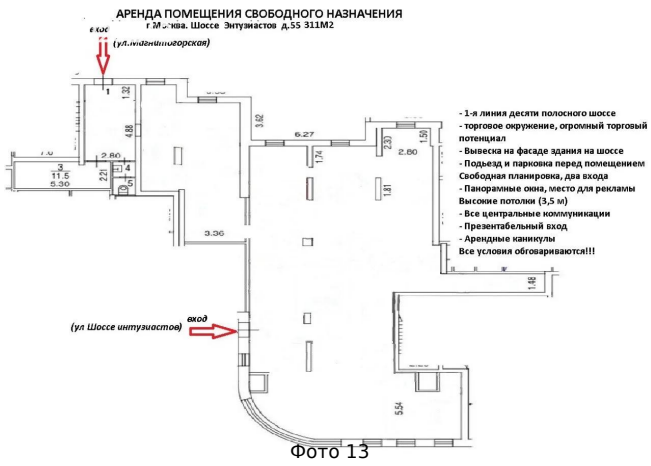 АРЕНДА ПОМЕЩЕНИЯ СВОБОДНОГО НАЗНАЧЕНИЯ
г.Москва. Шоссе Энтузиастов д.55 311М2
вход
(ул.Магнитогорская)
1
1.32
4.88
2.80
3
11.5
5.30
2.21
4
5
3.36
3.62
6.27
1.74
2.30
1.50
2.80
1.81
1.48
5.54
- 1-я линия десяти полосного шоссе
- торговое окружение, огромный торговый
потенциал
- Вывеска на фасаде здания на шоссе
- Подьезд и парковка перед помещением
Свободная планировка, два входа
- Панорамные окна, место для рекламы
Высокие потолки (3,5 м)
- Все центральные коммуникации
- Презентабельный вход
- Арендные каникулы
Все условия обговариваются!!!
вход
(ул Шоссе интузиастов)
Фото 13